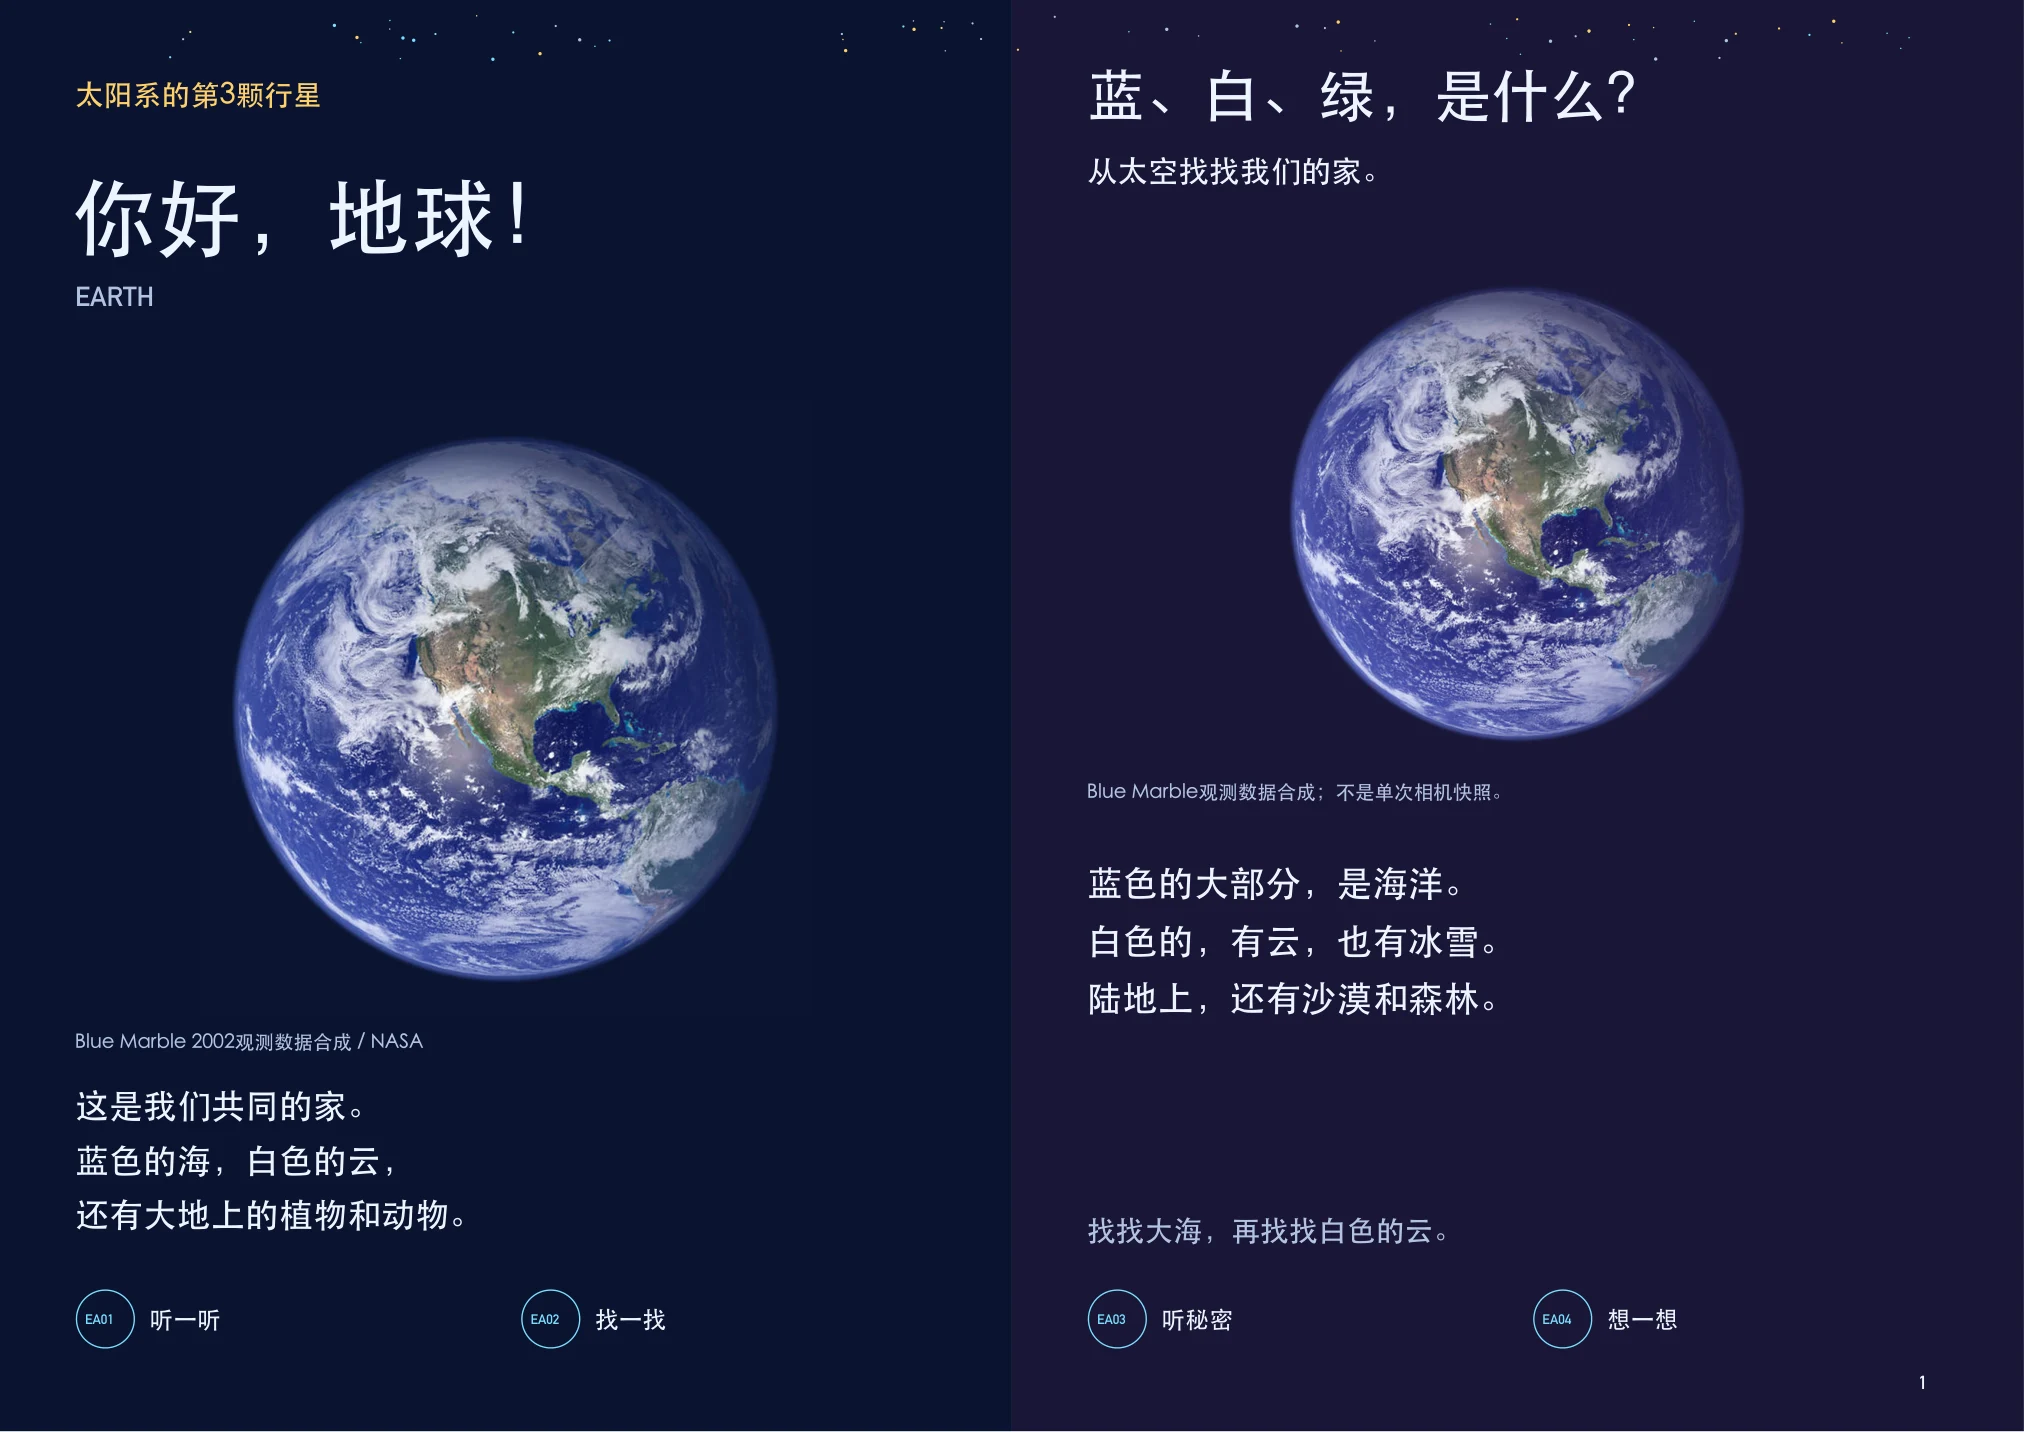 太阳系的第3颗行星
你好，地球！
EARTH
Blue Marble 2002观测数据合成 / NASA
这是我们共同的家。
蓝色的海，白色的云，
还有大地上的植物和动物。
EA01 听一听
EA02 找一找
蓝、白、绿，是什么？
从太空找找我们的家。
Blue Marble观测数据合成；不是单次相机快照。
蓝色的大部分，是海洋。
白色的，有云，也有冰雪。
陆地上，还有沙漠和森林。
找找大海，再找找白色的云。
EA03 听秘密
EA04 想一想
1